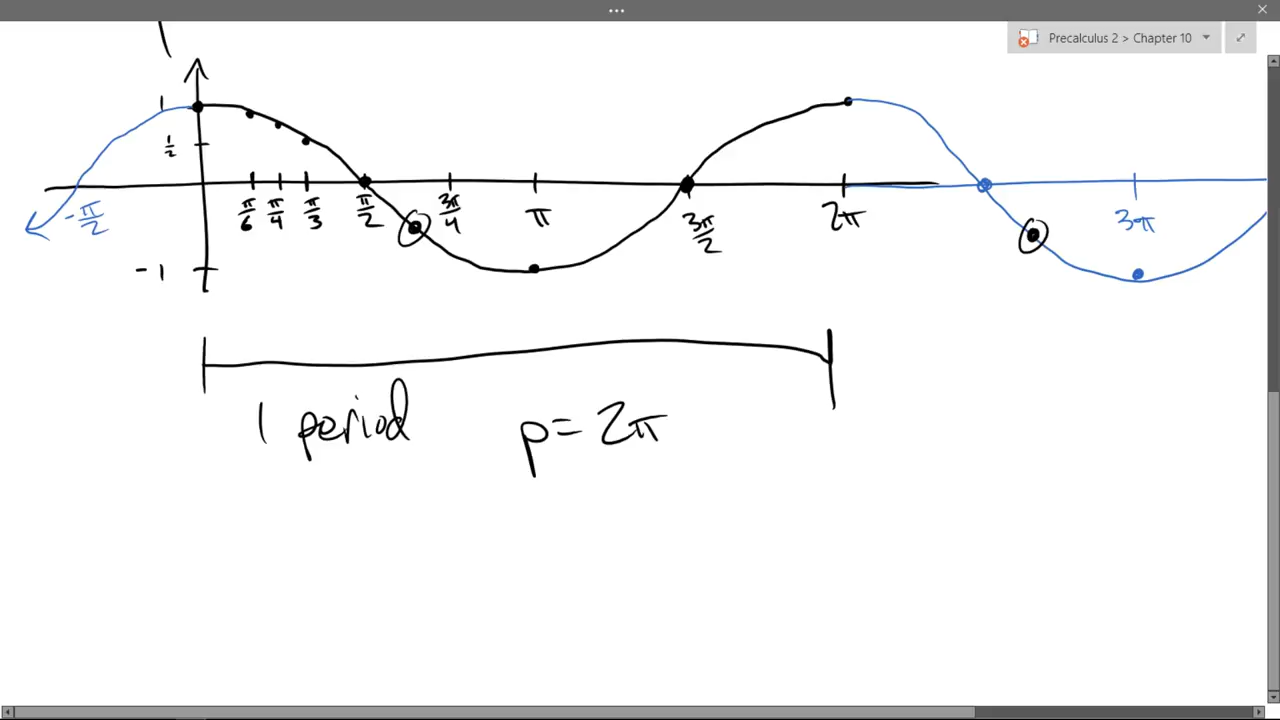 Precalculus 2 > Chapter 10
1
1/2
-π/2 π/6 π/4 π/3 π/2 3π/4 π 3π/2 2π 3π
-1
1 period p = 2π